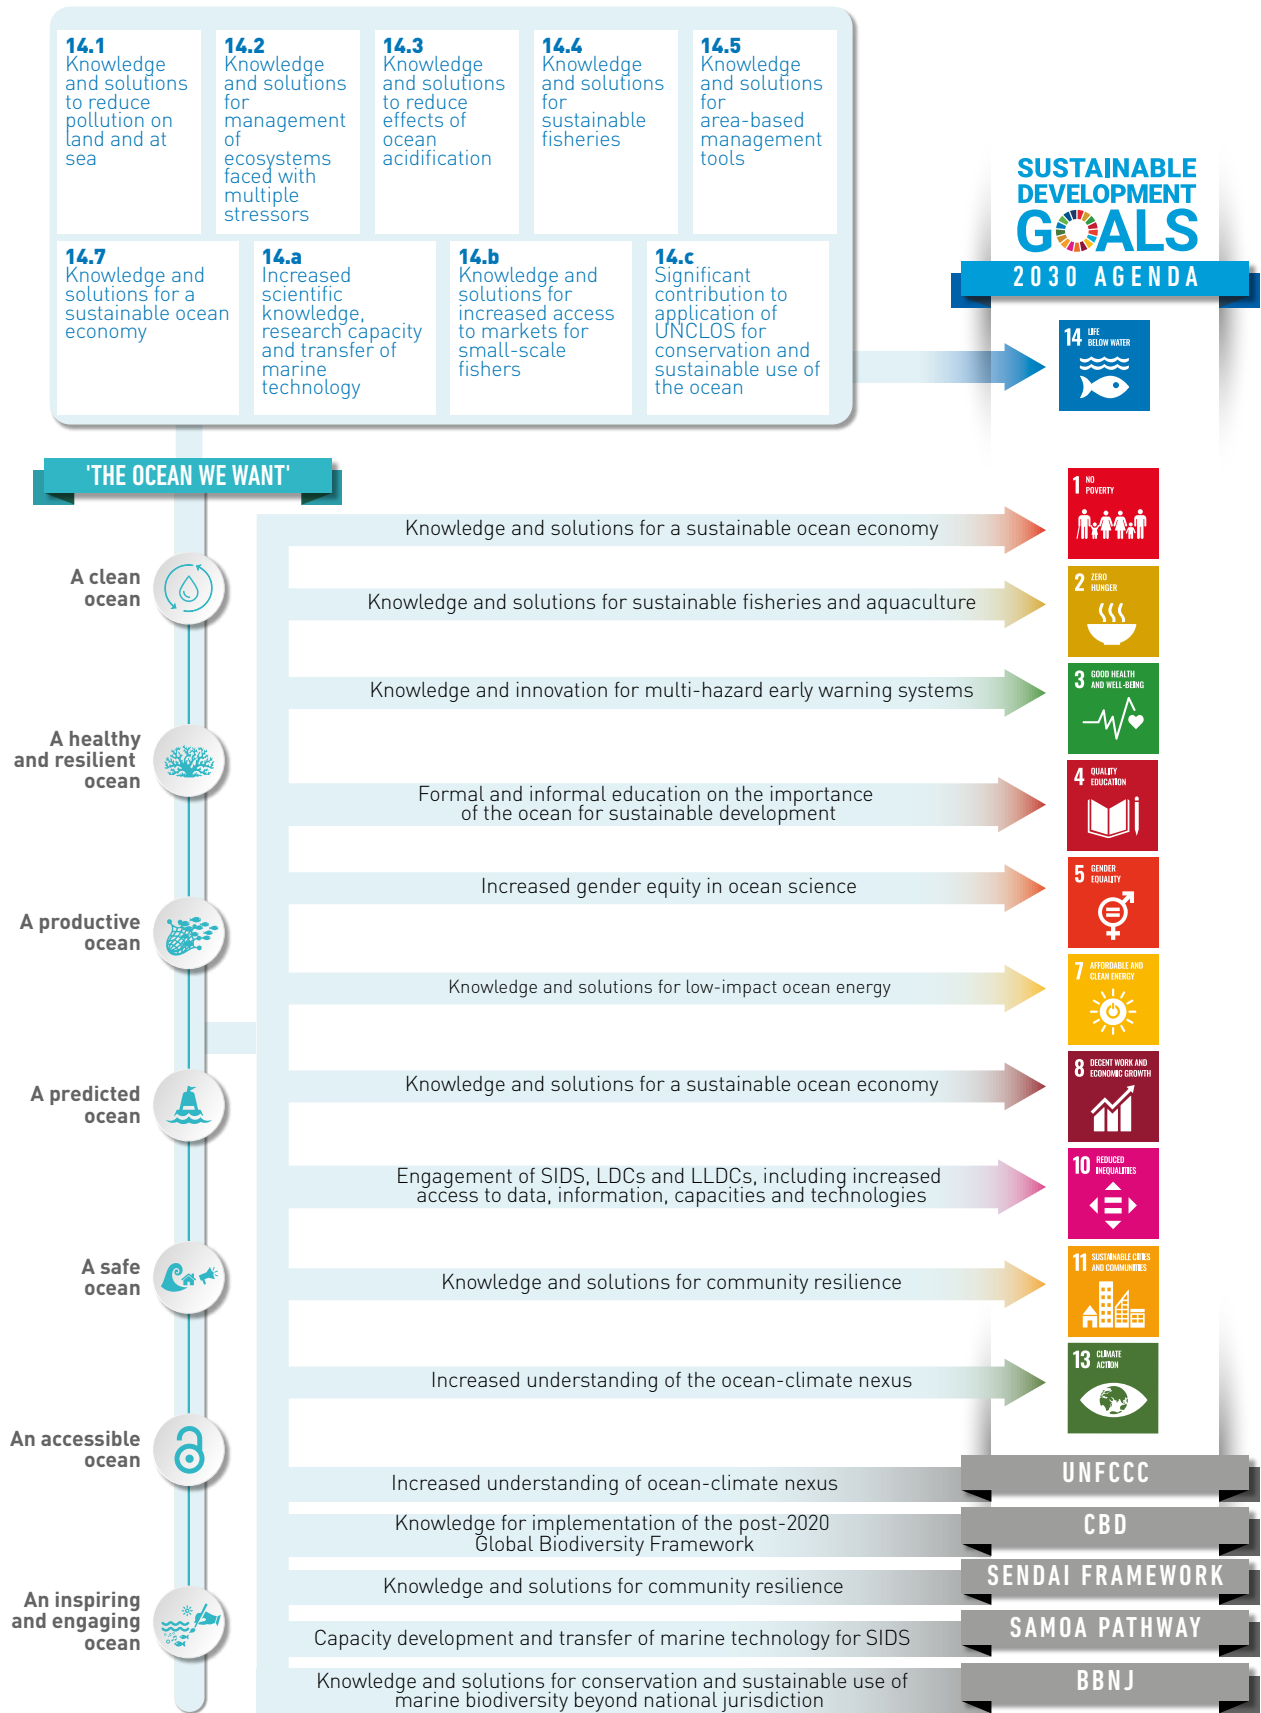 14.1
Knowledge
and solutions
to reduce
pollution on
land and at
sea
14.2
Knowledge
and solutions
for
management
of
ecosystems
faced with
multiple
stressors
14.3
Knowledge
and solutions
to reduce
effects of
ocean
acidification
14.4
Knowledge
and solutions
for
sustainable
fisheries
14.5
Knowledge
and solutions
for
area-based
management
tools
14.7
Knowledge and
solutions for a
sustainable ocean
economy
14.a
Increased
scientific
knowledge,
research capacity
and transfer of
marine
technology
14.b
Knowledge and
solutions for
increased access
to markets for
small-scale
fishers
14.c
Significant
contribution to
application of
UNCLOS for
conservation and
sustainable use of
the ocean
SUSTAINABLE
DEVELOPMENT
GOALS
2030 AGENDA
14 LIFE
BELOW WATER
'THE OCEAN WE WANT'
A clean
ocean
A healthy
and resilient
ocean
A productive
ocean
A predicted
ocean
A safe
ocean
An accessible
ocean
An inspiring
and engaging
ocean
Knowledge and solutions for a sustainable ocean economy
1 NO
POVERTY
Knowledge and solutions for sustainable fisheries and aquaculture
2 ZERO
HUNGER
Knowledge and innovation for multi-hazard early warning systems
3 GOOD HEALTH
AND WELL-BEING
Formal and informal education on the importance
of the ocean for sustainable development
4 QUALITY
EDUCATION
Increased gender equity in ocean science
5 GENDER
EQUALITY
Knowledge and solutions for low-impact ocean energy
7 AFFORDABLE AND
CLEAN ENERGY
Knowledge and solutions for a sustainable ocean economy
8 DECENT WORK AND
ECONOMIC GROWTH
Engagement of SIDS, LDCs and LLDCs, including increased
access to data, information, capacities and technologies
10 REDUCED
INEQUALITIES
Knowledge and solutions for community resilience
11 SUSTAINABLE CITIES
AND COMMUNITIES
Increased understanding of the ocean-climate nexus
13 CLIMATE
ACTION
Increased understanding of ocean-climate nexus
UNFCCC
Knowledge for implementation of the post-2020
Global Biodiversity Framework
CBD
Knowledge and solutions for community resilience
SENDAI FRAMEWORK
Capacity development and transfer of marine technology for SIDS
SAMOA PATHWAY
Knowledge and solutions for conservation and sustainable use of
marine biodiversity beyond national jurisdiction
BBNJ